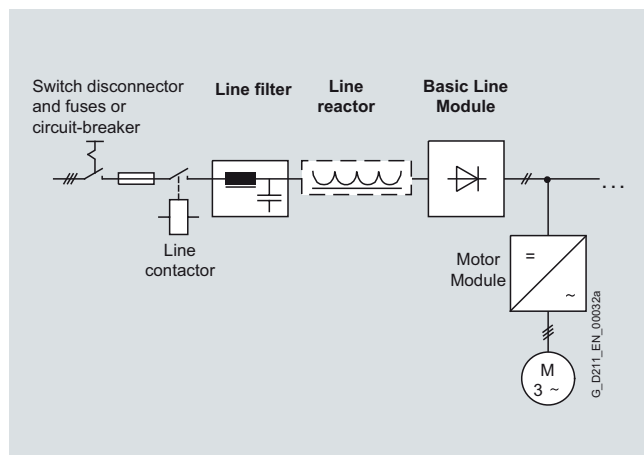 Switch disconnector
and fuses or
circuit-breaker
Line filter
Line
reactor
Basic Line
Module
...
Line
contactor
Motor
Module
=
~
M
3 ~
G_D211_EN_00032a